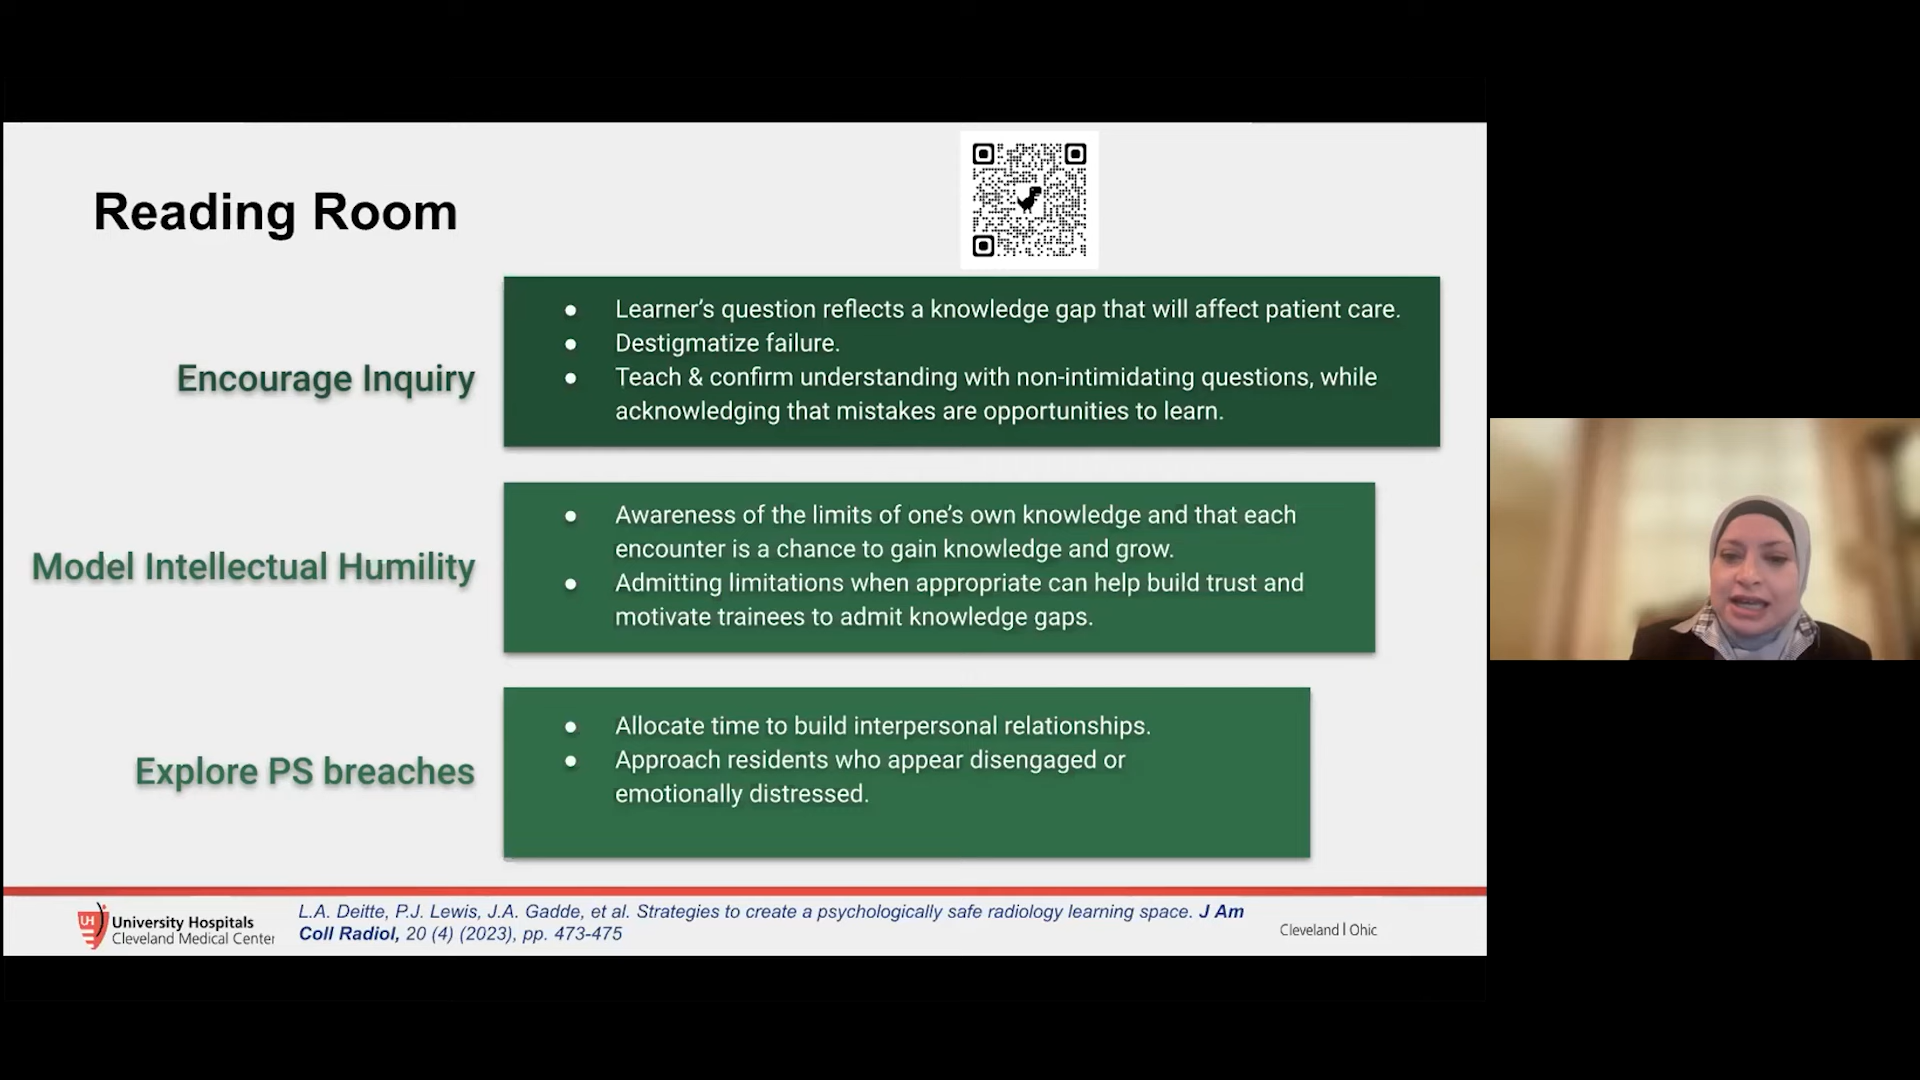 Reading Room
Encourage Inquiry
● Learner’s question reflects a knowledge gap that will affect patient care.
● Destigmatize failure.
● Teach & confirm understanding with non-intimidating questions, while
acknowledging that mistakes are opportunities to learn.
Model Intellectual Humility
● Awareness of the limits of one’s own knowledge and that each
encounter is a chance to gain knowledge and grow.
● Admitting limitations when appropriate can help build trust and
motivate trainees to admit knowledge gaps.
Explore PS breaches
● Allocate time to build interpersonal relationships.
● Approach residents who appear disengaged or
emotionally distressed.
UH
University Hospitals
Cleveland Medical Center
L.A. Deitte, P.J. Lewis, J.A. Gadde, et al. Strategies to create a psychologically safe radiology learning space. J Am
Coll Radiol, 20 (4) (2023), pp. 473-475
Cleveland | Ohio